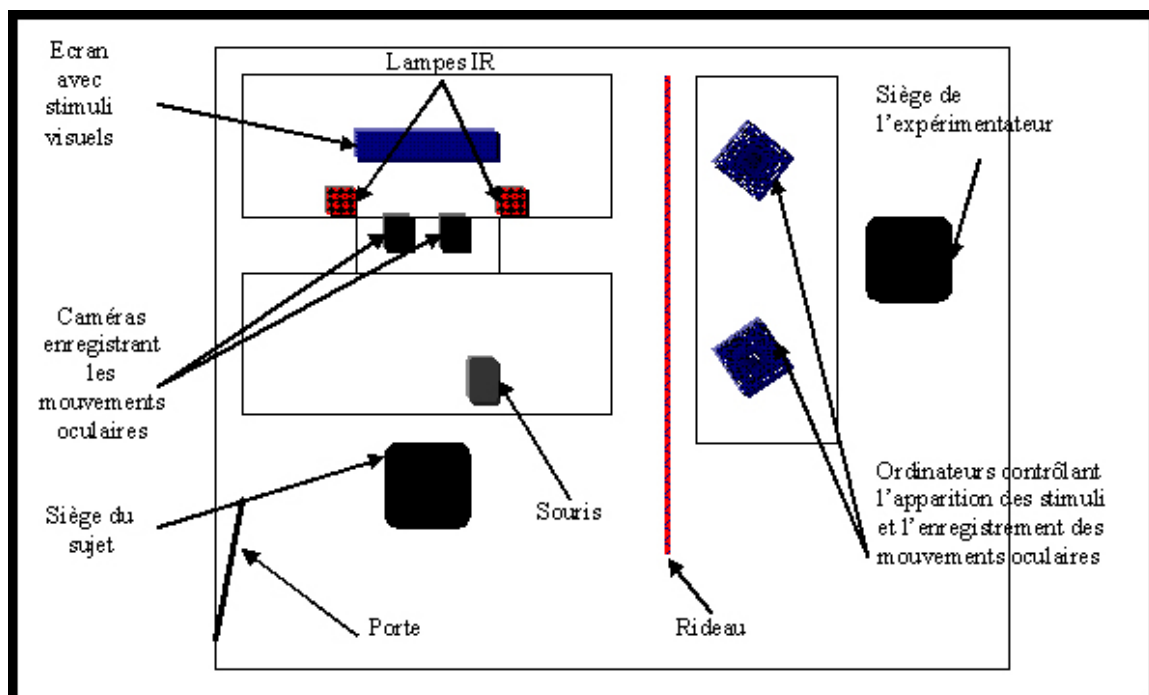 Ecran
avec
stimuli
visuels
Lampes IR
Siège de
l'expérimentateur
Caméras
enregistrant
les
mouvements
oculaires
Siège du
sujet
Souris
Ordinateurs contrôlant
l'apparition des stimuli
et l'enregistrement des
mouvements oculaires
Porte
Rideau